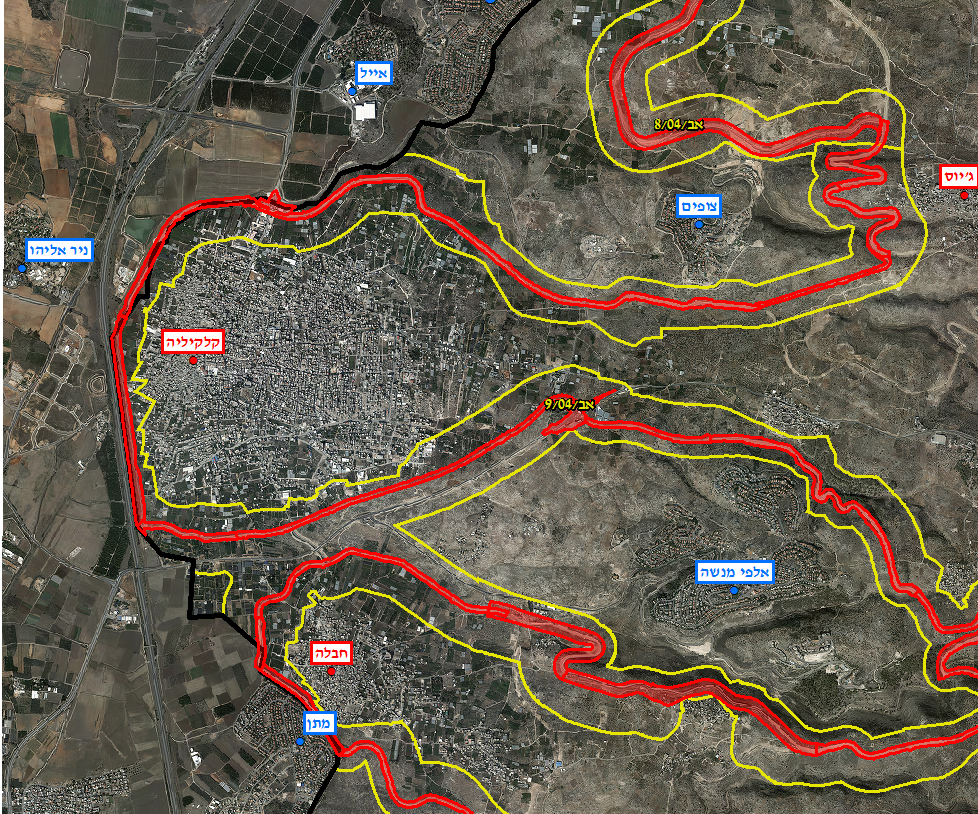 אייל
אב/8/04
ג'יוס
צופים
ניר אליהו
קלקיליה
אב/9/04
אלפי מנשה
חבלה
מתן